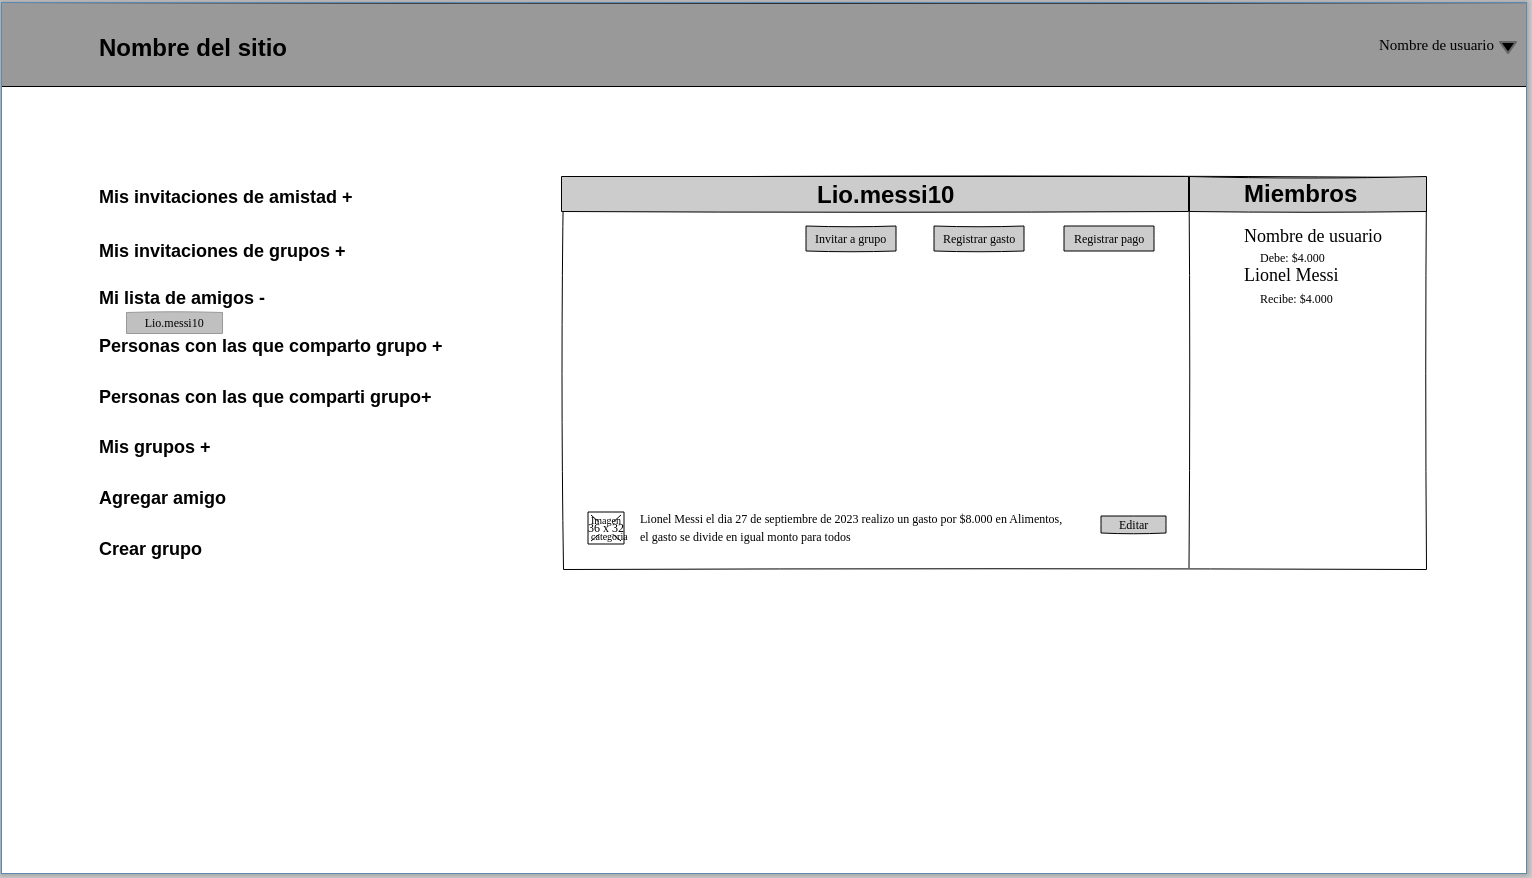 Nombre del sitio
Nombre de usuario
Mis invitaciones de amistad +
Mis invitaciones de grupos +
Mi lista de amigos -
Lio.messi10
Personas con las que comparto grupo +
Personas con las que comparti grupo+
Mis grupos +
Agregar amigo
Crear grupo
Lio.messi10
Invitar a grupo
Registrar gasto
Registrar pago
Imagen
36 x 32
categoria
Lionel Messi el dia 27 de septiembre de 2023 realizo un gasto por $8.000 en Alimentos,
el gasto se divide en igual monto para todos
Editar
Miembros
Nombre de usuario
Debe: $4.000
Lionel Messi
Recibe: $4.000